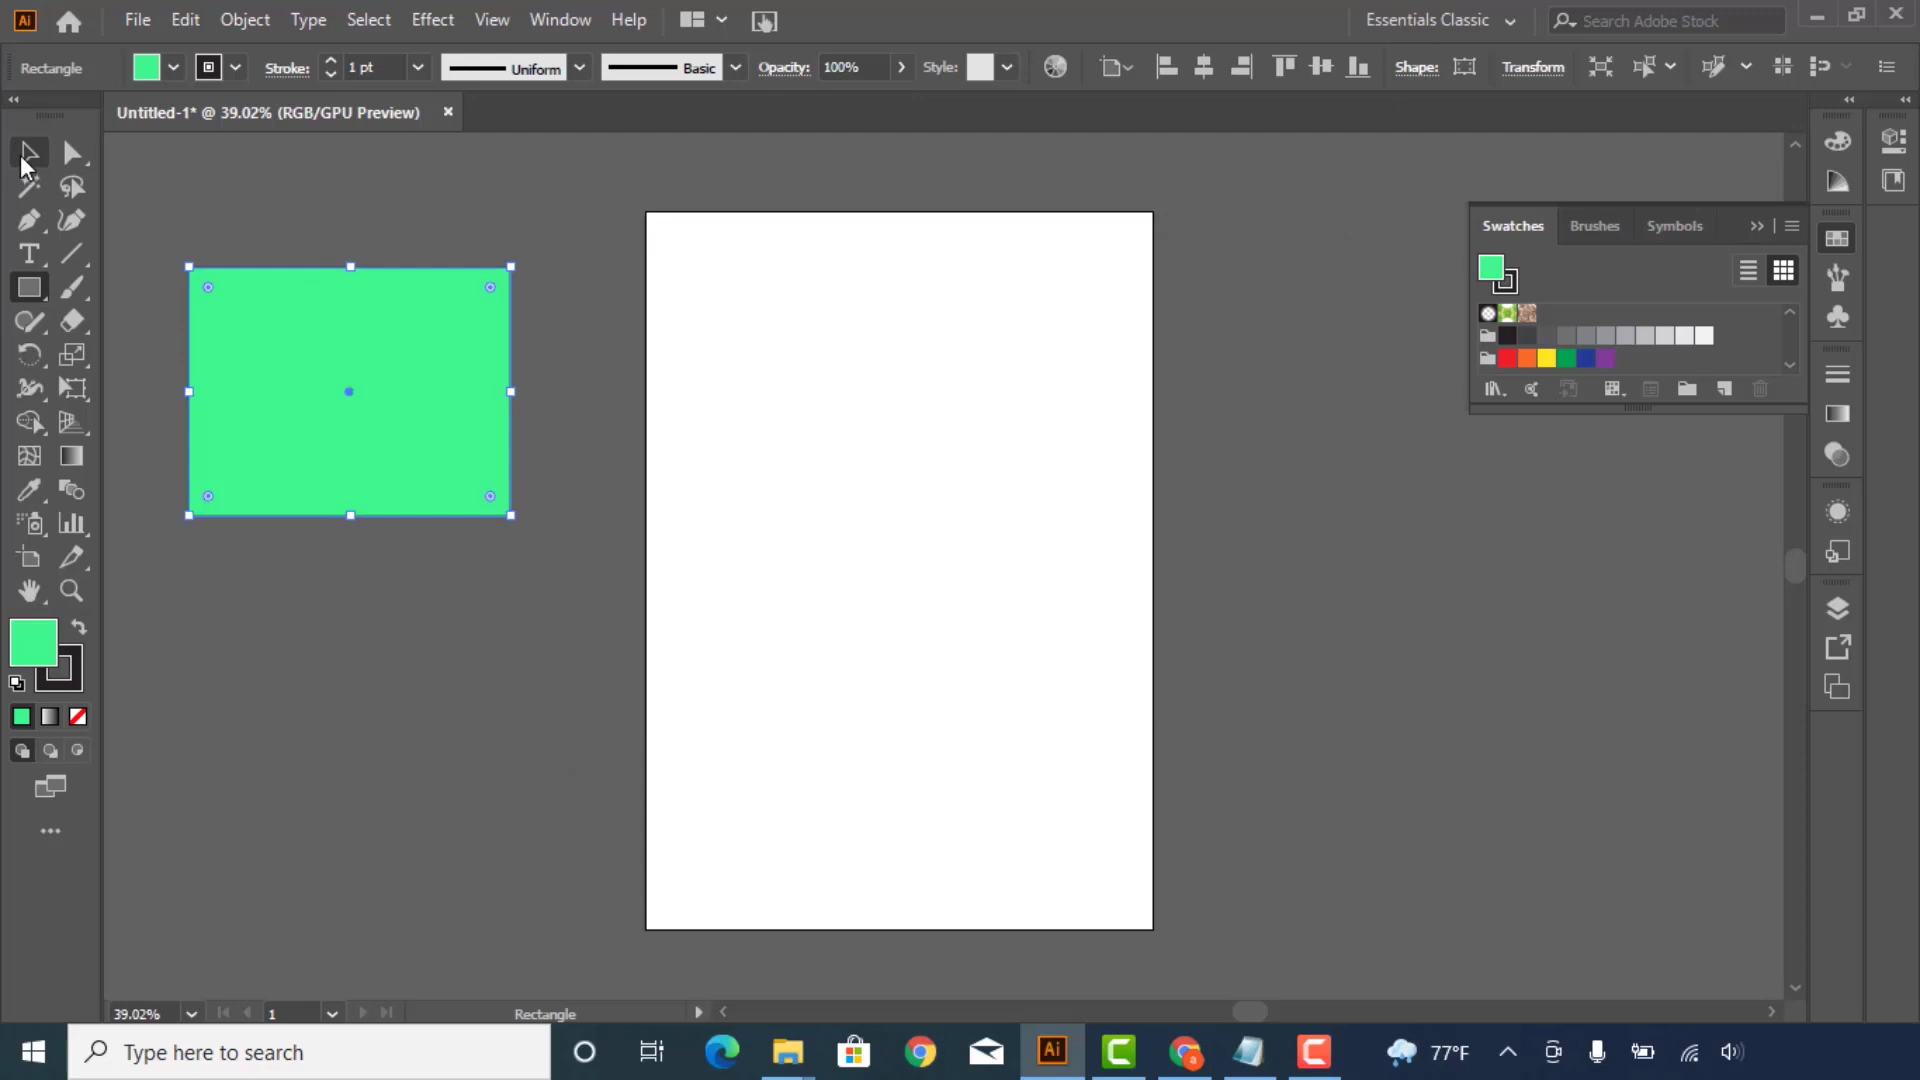 Ai File Edit Object Type Select Effect View Window Help Essentials Classic Search Adobe Stock
Rectangle Stroke: 1 pt Uniform Basic Opacity: 100% Style: Shape: Transform
Untitled-1* @ 39.02% (RGB/GPU Preview)
Swatches Brushes Symbols
39.02% 1 Rectangle
Type here to search Ai 77°F